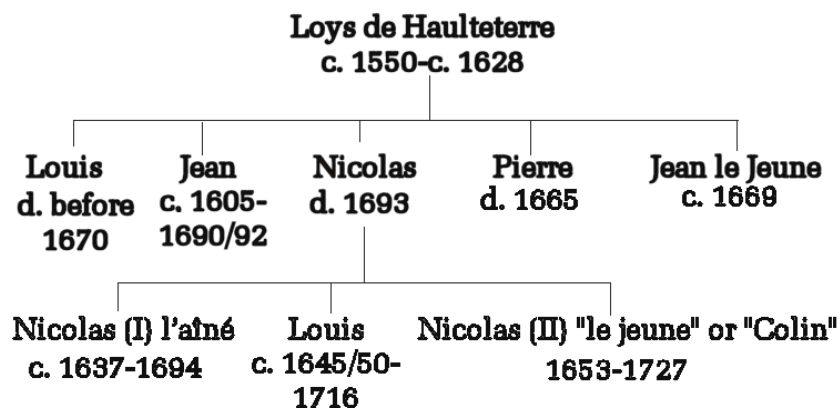 Loys de Haulteterre
c. 1550-c. 1628
Louis
d. before
1670
Jean
c. 1605-
1690/92
Nicolas
d. 1693
Pierre
d. 1665
Jean le Jeune
c. 1669
Nicolas (I) l'aîné
c. 1637-1694
Louis
c. 1645/50-
1716
Nicolas (II) "le jeune" or "Colin"
1653-1727